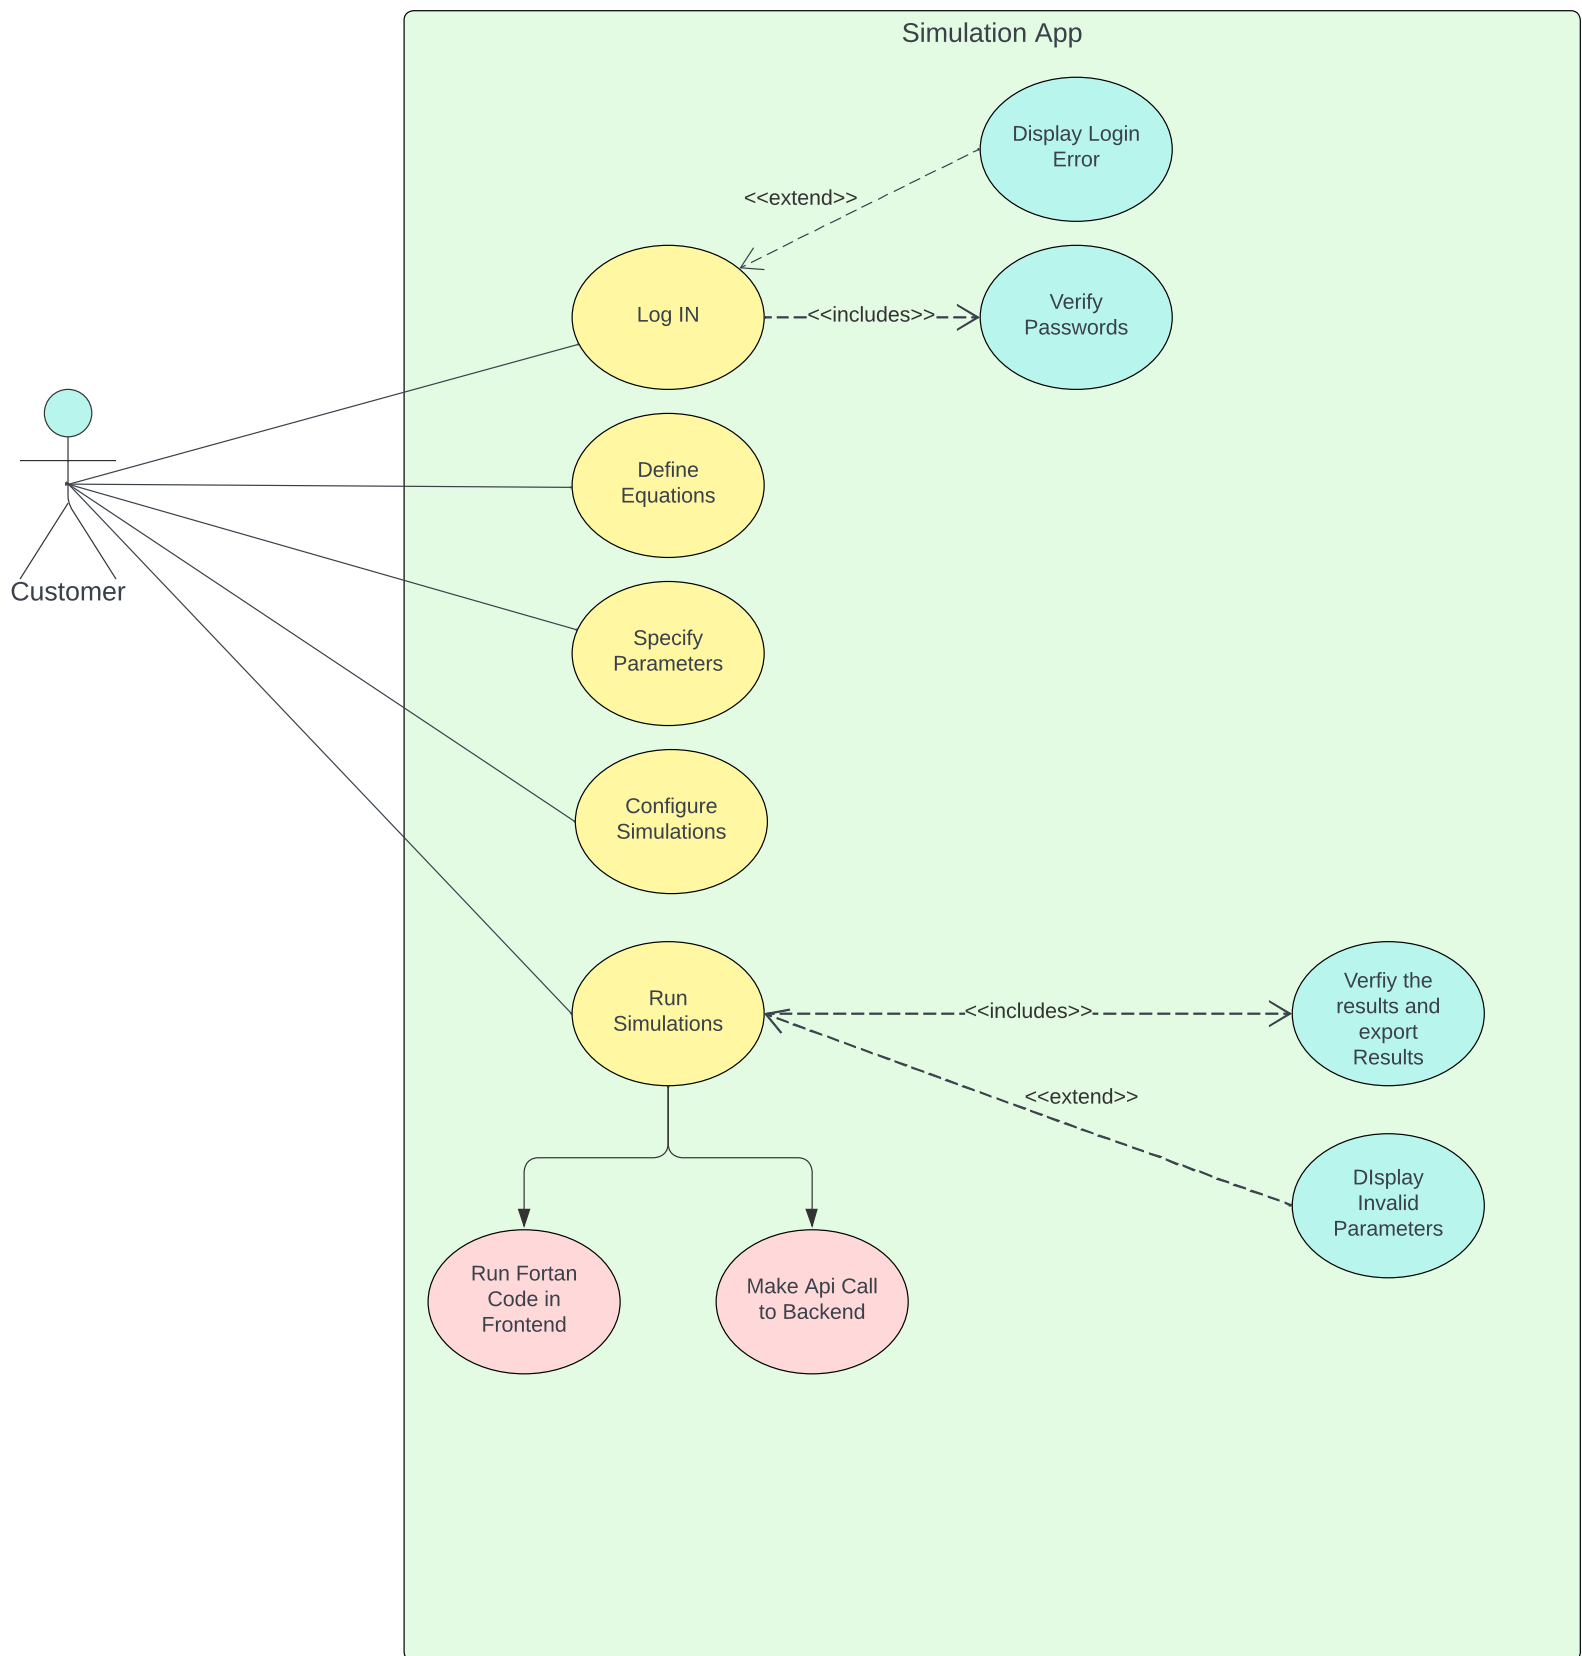 Simulation App
Display Login
Error
<<extend>>
Log IN
<<includes>>
Verify
Passwords
Customer
Define
Equations
Specify
Parameters
Configure
Simulations
Run
Simulations
<<includes>>
Verfiy the
results and
export
Results
<<extend>>
DIsplay
Invalid
Parameters
Run Fortan
Code in
Frontend
Make Api Call
to Backend